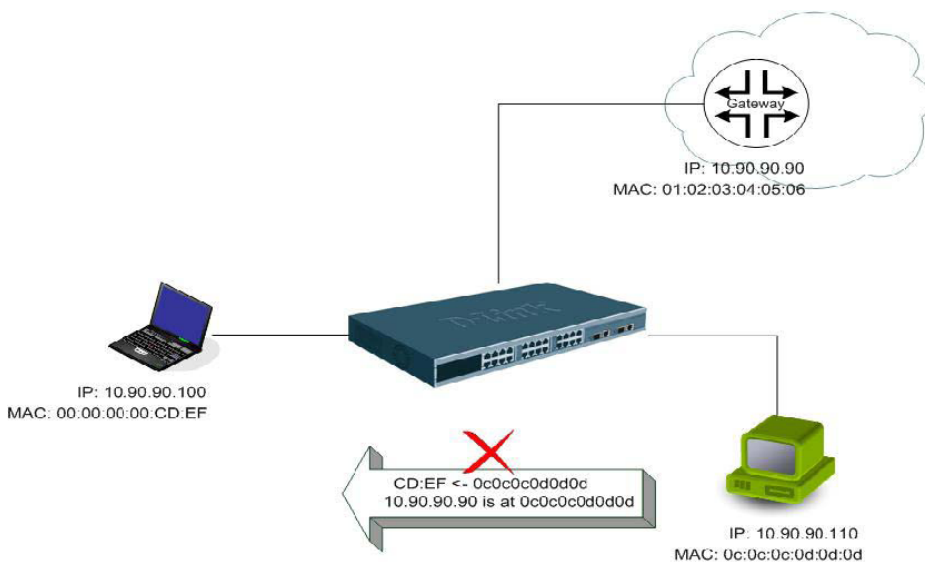 Gateway
IP: 10.90.90.90
MAC: 01:02:03:04:05:06
D-Link
IP: 10.90.90.100
MAC: 00:00:00:00:CD:EF
CD:EF <- 0c0c0c0d0d0d
10.90.90.90 is at 0c0c0c0d0d0d
IP: 10.90.90.110
MAC: 0c:0c:0c:0d:0d:0d